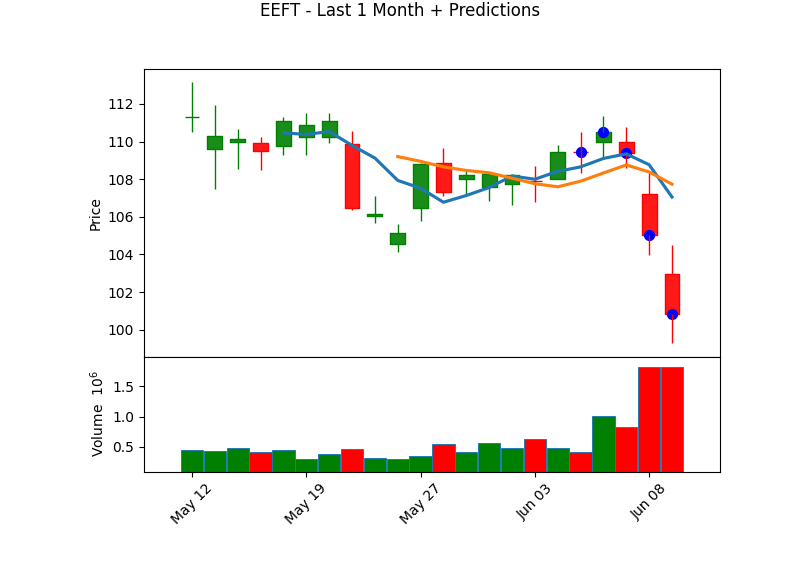 EEFT - Last 1 Month + Predictions
Price
112
110
108
106
104
102
100
Volume 10^6
1.5
1.0
0.5
May 12
May 19
May 27
Jun 03
Jun 08